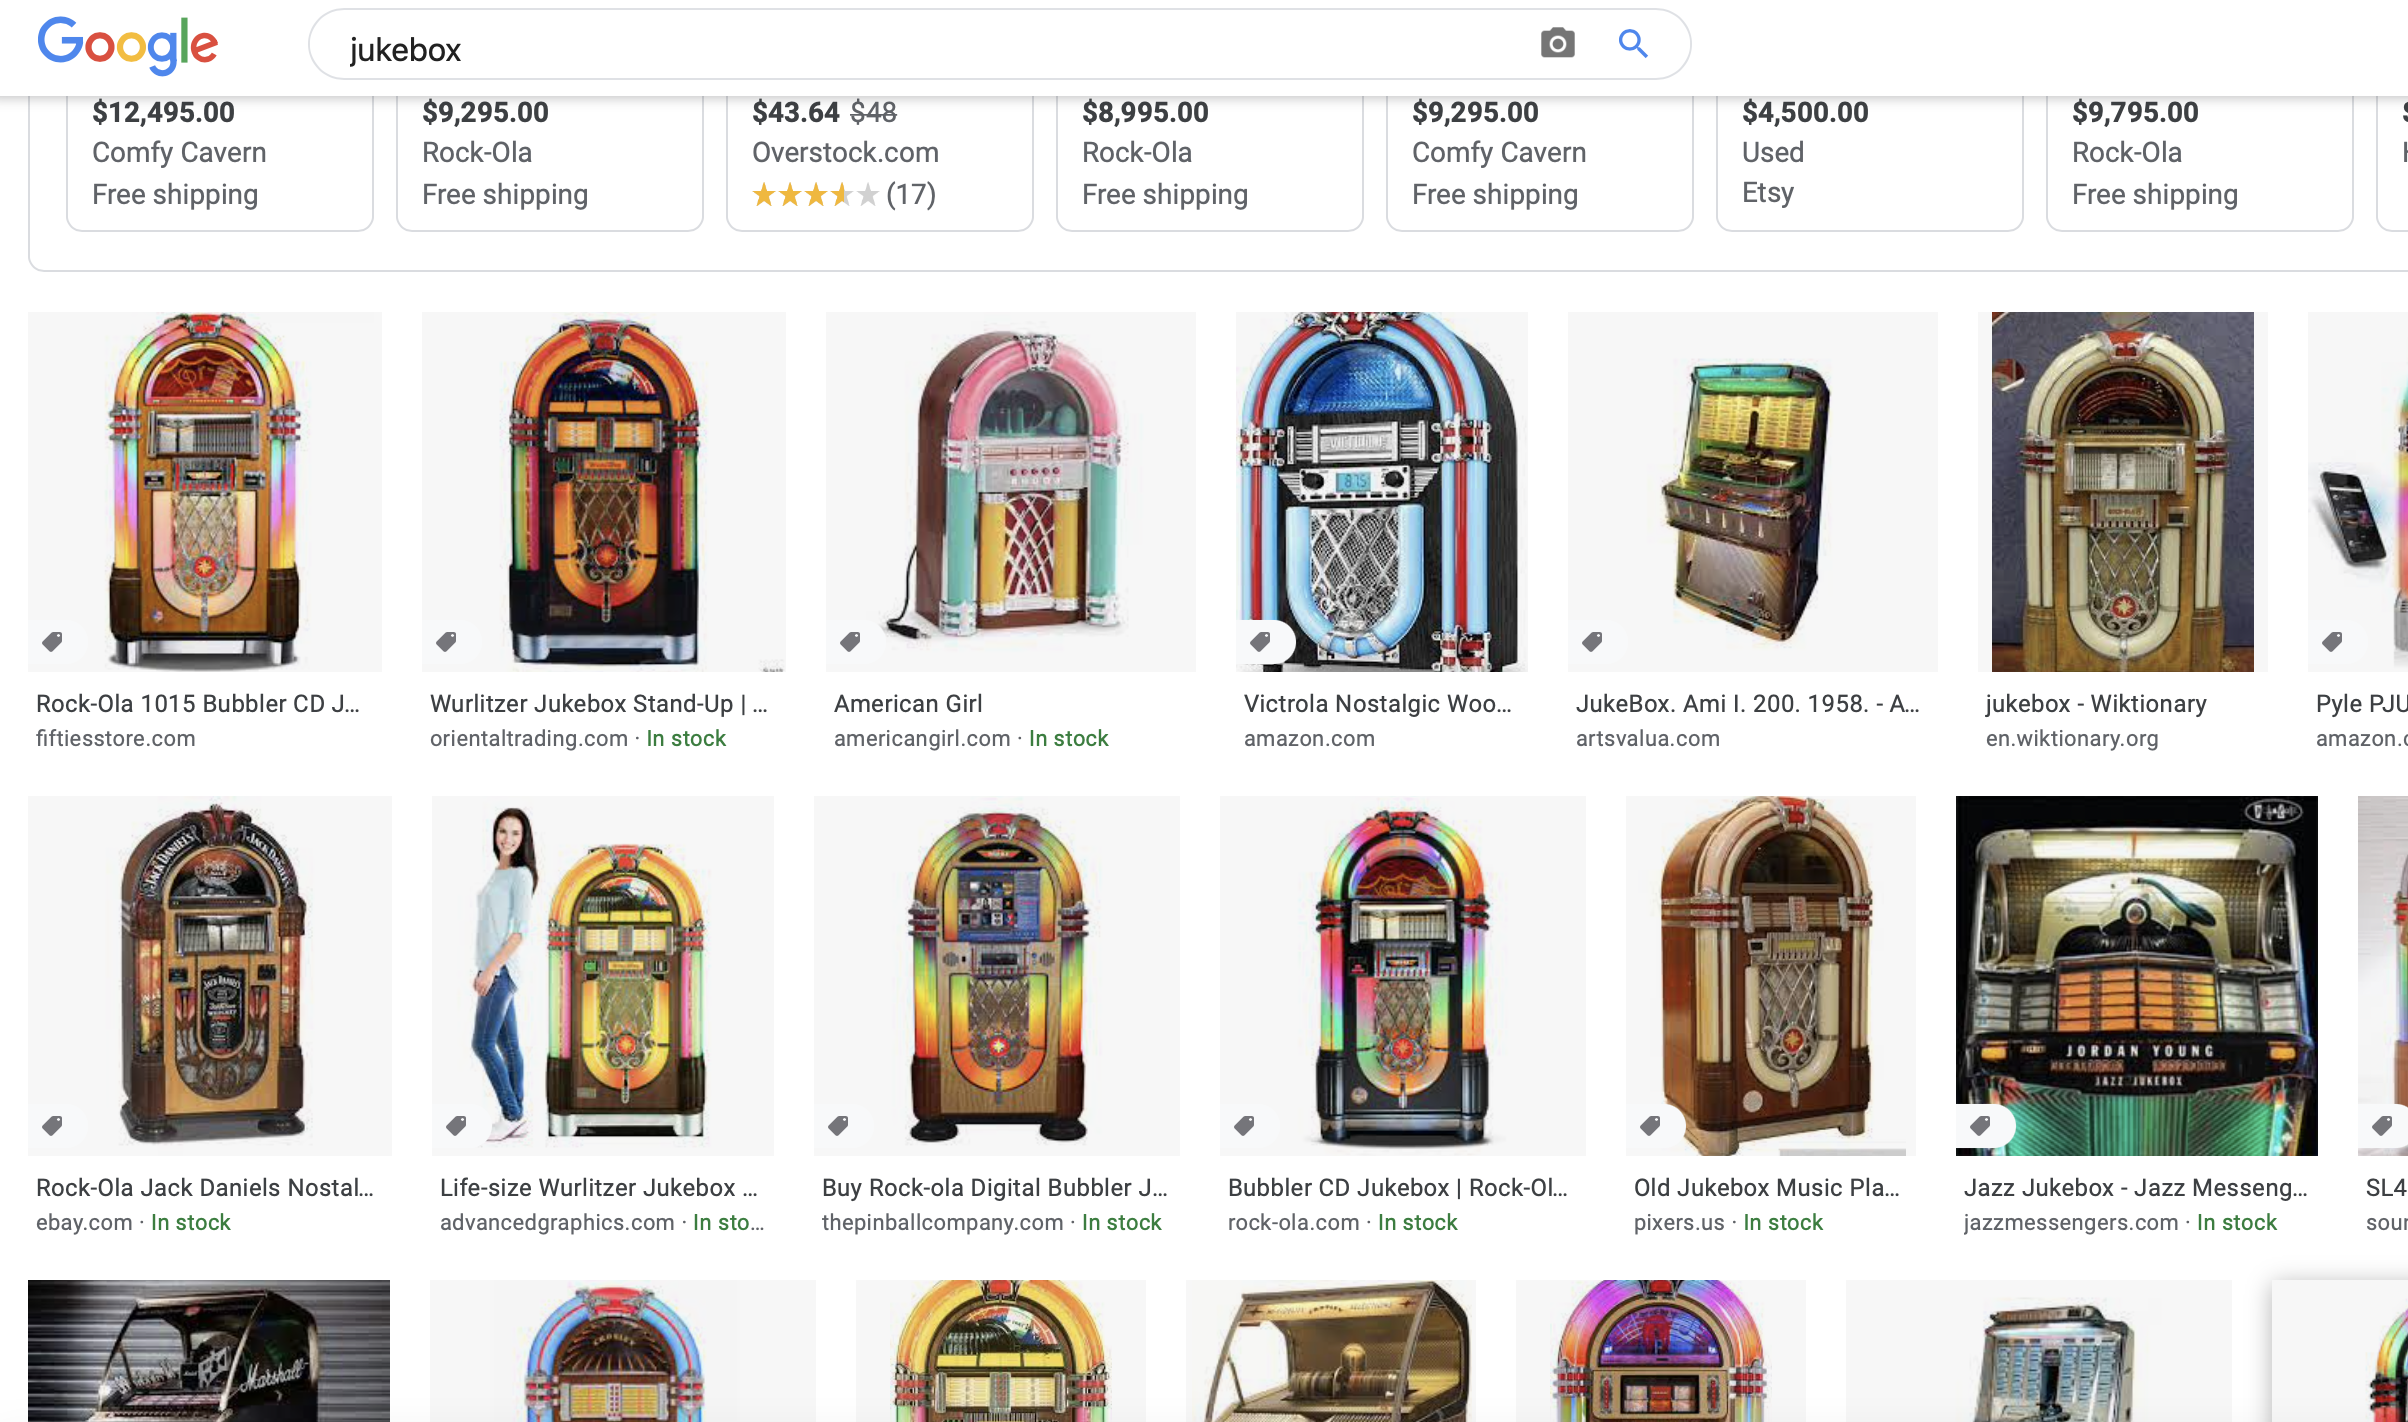 Google
jukebox
$12,495.00
Comfy Cavern
Free shipping
$9,295.00
Rock-Ola
Free shipping
$43.64 $48
Overstock.com
(17)
$8,995.00
Rock-Ola
Free shipping
$9,295.00
Comfy Cavern
Free shipping
$4,500.00
Used
Etsy
$9,795.00
Rock-Ola
Free shipping
Rock-Ola 1015 Bubbler CD J...
fiftiesstore.com
Wurlitzer Jukebox Stand-Up | ...
orientaltrading.com · In stock
American Girl
americangirl.com · In stock
Victrola Nostalgic Woo...
amazon.com
JukeBox. Ami I. 200. 1958. - A...
artsvalua.com
jukebox - Wiktionary
en.wiktionary.org
Pyle PJU
amazon.c
JACK DANIEL'S
JACK DANIEL'S
JORDAN YOUNG
JAZZ JUKEBOX
Rock-Ola Jack Daniels Nostal...
ebay.com · In stock
Life-size Wurlitzer Jukebox ...
advancedgraphics.com · In sto...
Buy Rock-ola Digital Bubbler J...
thepinballcompany.com · In stock
Bubbler CD Jukebox | Rock-Ol...
rock-ola.com · In stock
Old Jukebox Music Pla...
pixers.us · In stock
Jazz Jukebox - Jazz Messeng...
jazzmessengers.com · In stock
SL4
sour
Marshall